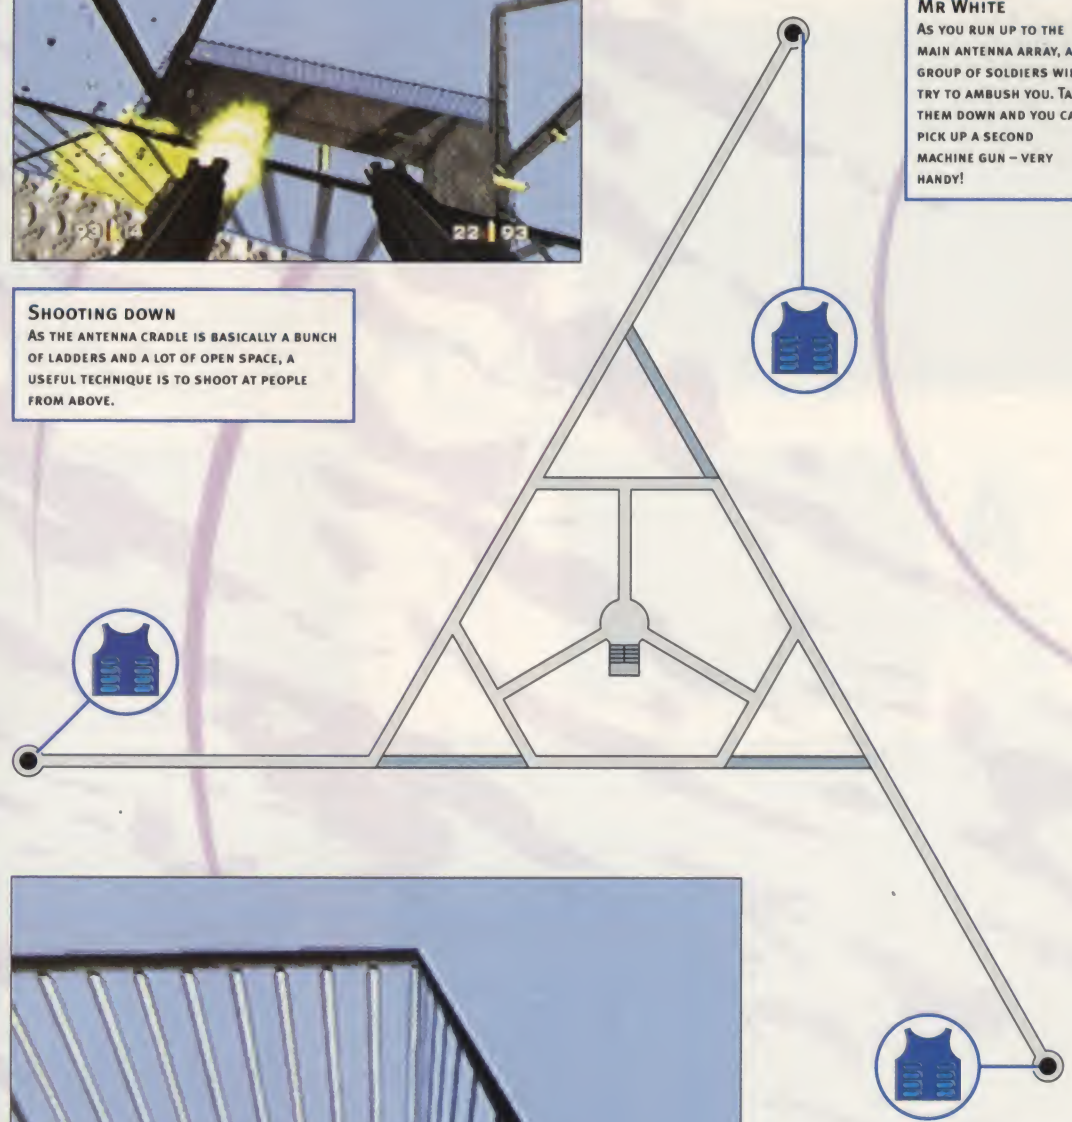 93
22 93
SHOOTING DOWN
AS THE ANTENNA CRADLE IS BASICALLY A BUNCH
OF LADDERS AND A LOT OF OPEN SPACE, A
USEFUL TECHNIQUE IS TO SHOOT AT PEOPLE
FROM ABOVE.
MR WHITE
AS YOU RUN UP TO THE
MAIN ANTENNA ARRAY, A
GROUP OF SOLDIERS WI
TRY TO AMBUSH YOU. TA
THEM DOWN AND YOU CA
PICK UP A SECOND
MACHINE GUN – VERY
HANDY!